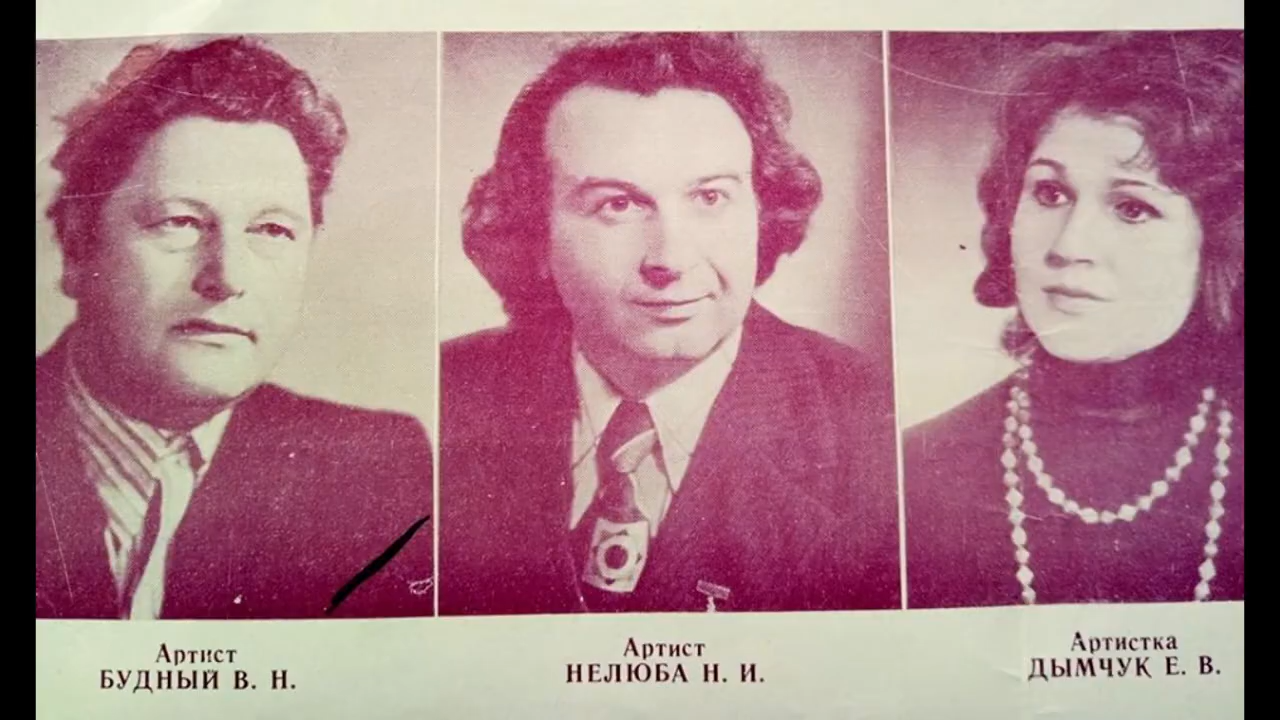 Артист
БУДНЫЙ В. Н.
Артист
НЕЛЮБА Н. И.
Артистка
ДЫМЧУК Е. В.